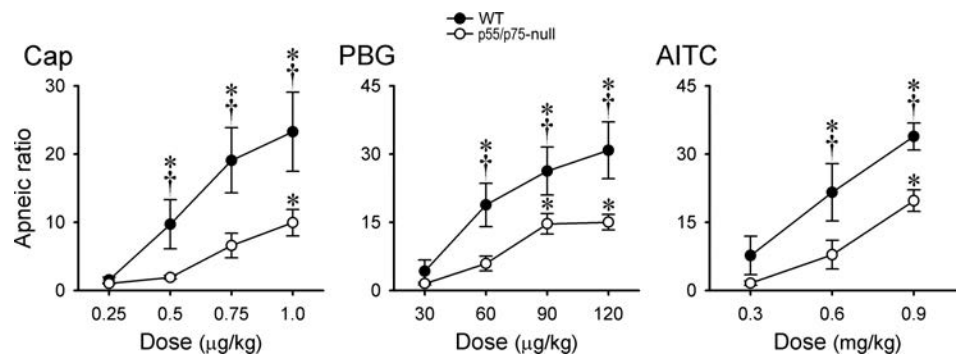 WT
p55/p75-null
Cap
PBG
AITC
Apneic ratio
30
20
10
0
45
30
15
0
45
30
15
0
* † * † * † *
* † * † * † * *
* † * † *
0.25 0.5 0.75 1.0
30 60 90 120
0.3 0.6 0.9
Dose (μg/kg)
Dose (μg/kg)
Dose (mg/kg)